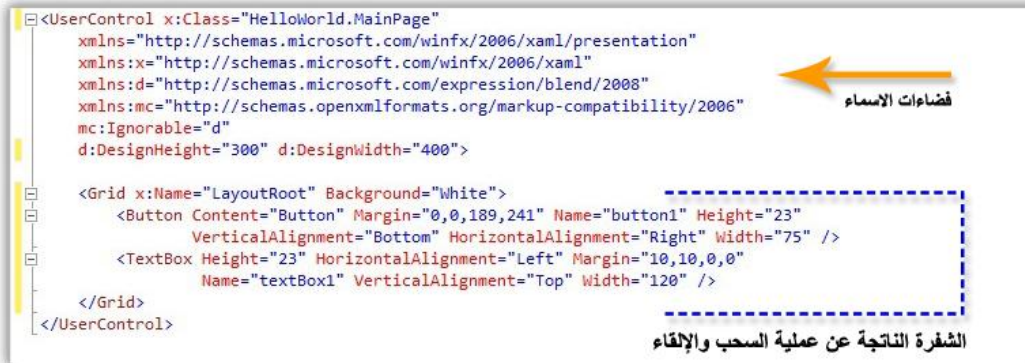 <UserControl x:Class="HelloWorld.MainPage"
xmlns="http://schemas.microsoft.com/winfx/2006/xaml/presentation"
xmlns:x="http://schemas.microsoft.com/winfx/2006/xaml"
xmlns:d="http://schemas.microsoft.com/expression/blend/2008"
xmlns:mc="http://schemas.openxmlformats.org/markup-compatibility/2006"
mc:Ignorable="d"
d:DesignHeight="300" d:DesignWidth="400">
فضاءات الاسماء
<Grid x:Name="LayoutRoot" Background="White">
<Button Content="Button" Margin="0,0,189,241" Name="button1" Height="23"
VerticalAlignment="Bottom" HorizontalAlignment="Right" Width="75" />
<TextBox Height="23" HorizontalAlignment="Left" Margin="10,10,0,0"
Name="textBox1" VerticalAlignment="Top" Width="120" />
</Grid>
</UserControl>
الشفرة الناتجة عن عملية السحب والإلقاء